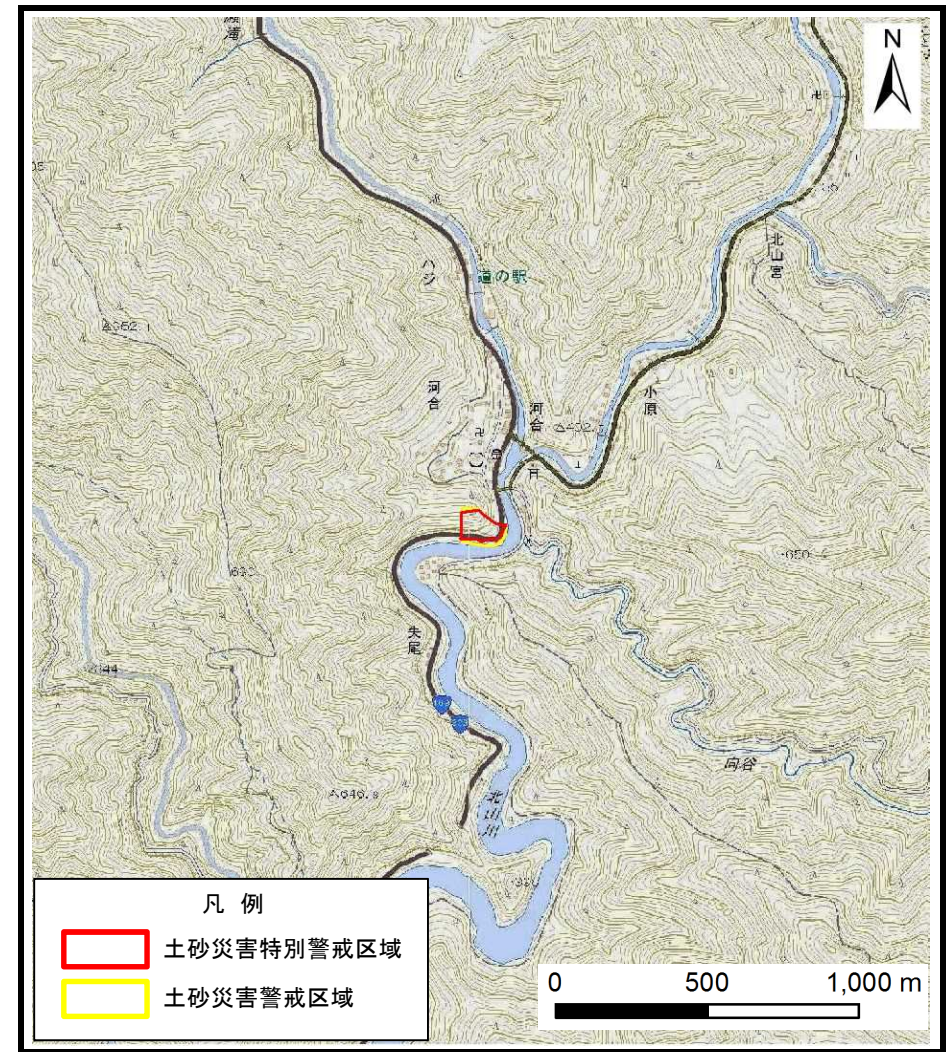 N
北山宮
道の駅
ハジ
河合
河合
小原
650
失尾
向谷
北山川
凡 例
土砂災害特別警戒区域
土砂災害警戒区域
0 500 1,000 m